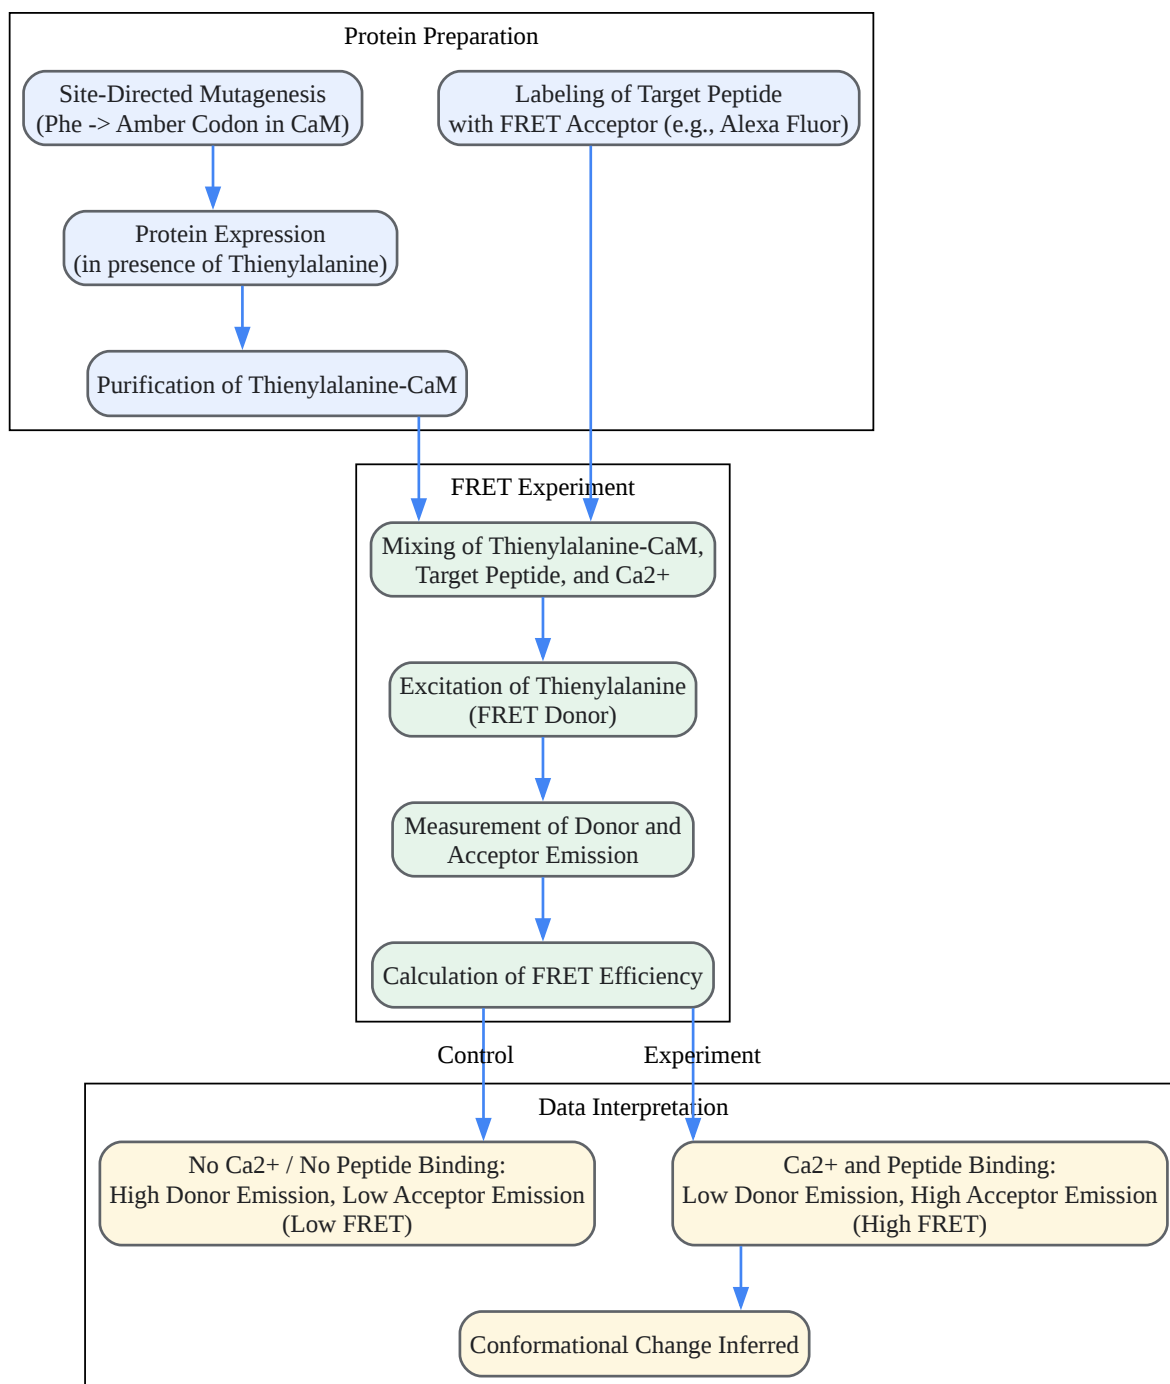 Protein Preparation
Site-Directed Mutagenesis
(Phe -> Amber Codon in CaM)
Labeling of Target Peptide
with FRET Acceptor (e.g., Alexa Fluor)
Protein Expression
(in presence of Thienylalanine)
Purification of Thienylalanine-CaM
FRET Experiment
Mixing of Thienylalanine-CaM,
Target Peptide, and Ca2+
Excitation of Thienylalanine
(FRET Donor)
Measurement of Donor and
Acceptor Emission
Calculation of FRET Efficiency
Control
Experiment
Data Interpretation
No Ca2+ / No Peptide Binding:
High Donor Emission, Low Acceptor Emission
(Low FRET)
Ca2+ and Peptide Binding:
Low Donor Emission, High Acceptor Emission
(High FRET)
Conformational Change Inferred